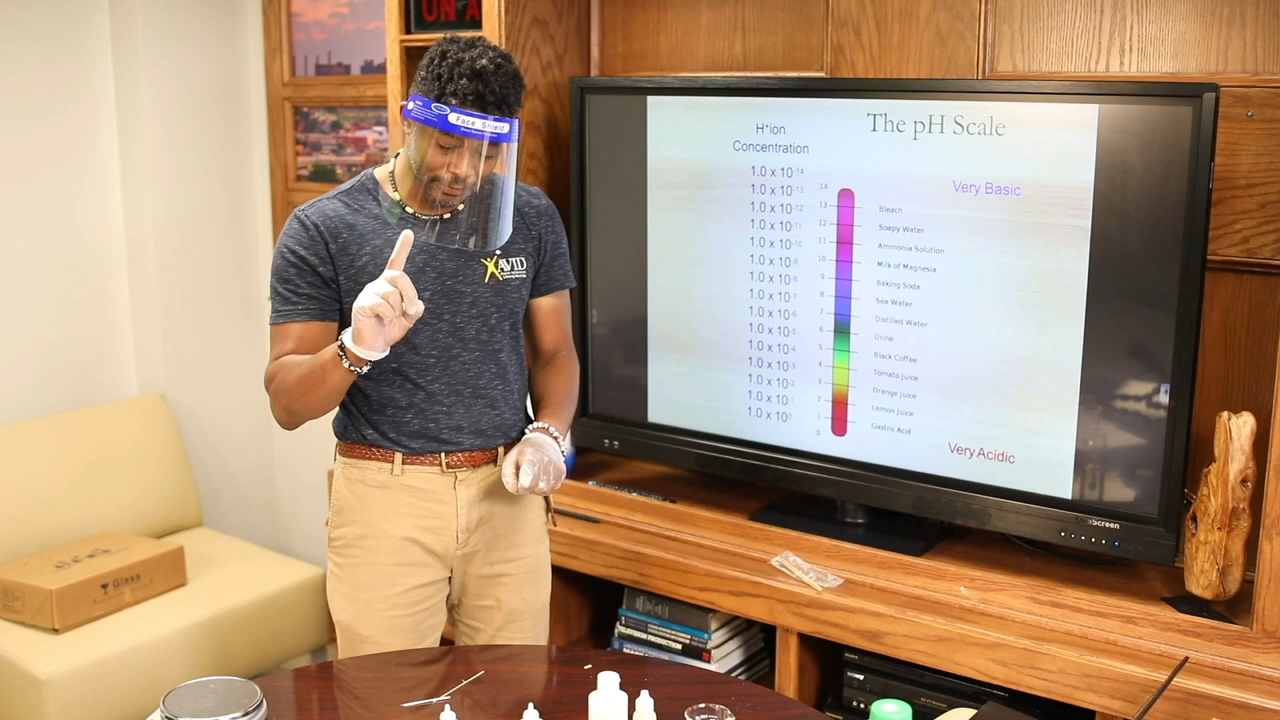 ON A
Face Shield
AVID
Glass
The pH Scale
H+ion
Concentration
1.0 x 10-14
1.0 x 10-13
1.0 x 10-12
1.0 x 10-11
1.0 x 10-10
1.0 x 10-9
1.0 x 10-8
1.0 x 10-7
1.0 x 10-6
1.0 x 10-5
1.0 x 10-4
1.0 x 10-3
1.0 x 10-2
1.0 x 10-1
1.0 x 100
14
13
12
11
10
9
8
7
6
5
4
3
2
1
0
Very Basic
Bleach
Soapy Water
Ammonia Solution
Milk of Magnesia
Baking Soda
Sea Water
Distilled Water
Urine
Black Coffee
Tomato Juice
Orange Juice
Lemon Juice
Gastric Acid
Very Acidic
Screen
TELEVISION PRODUCTION
SONY